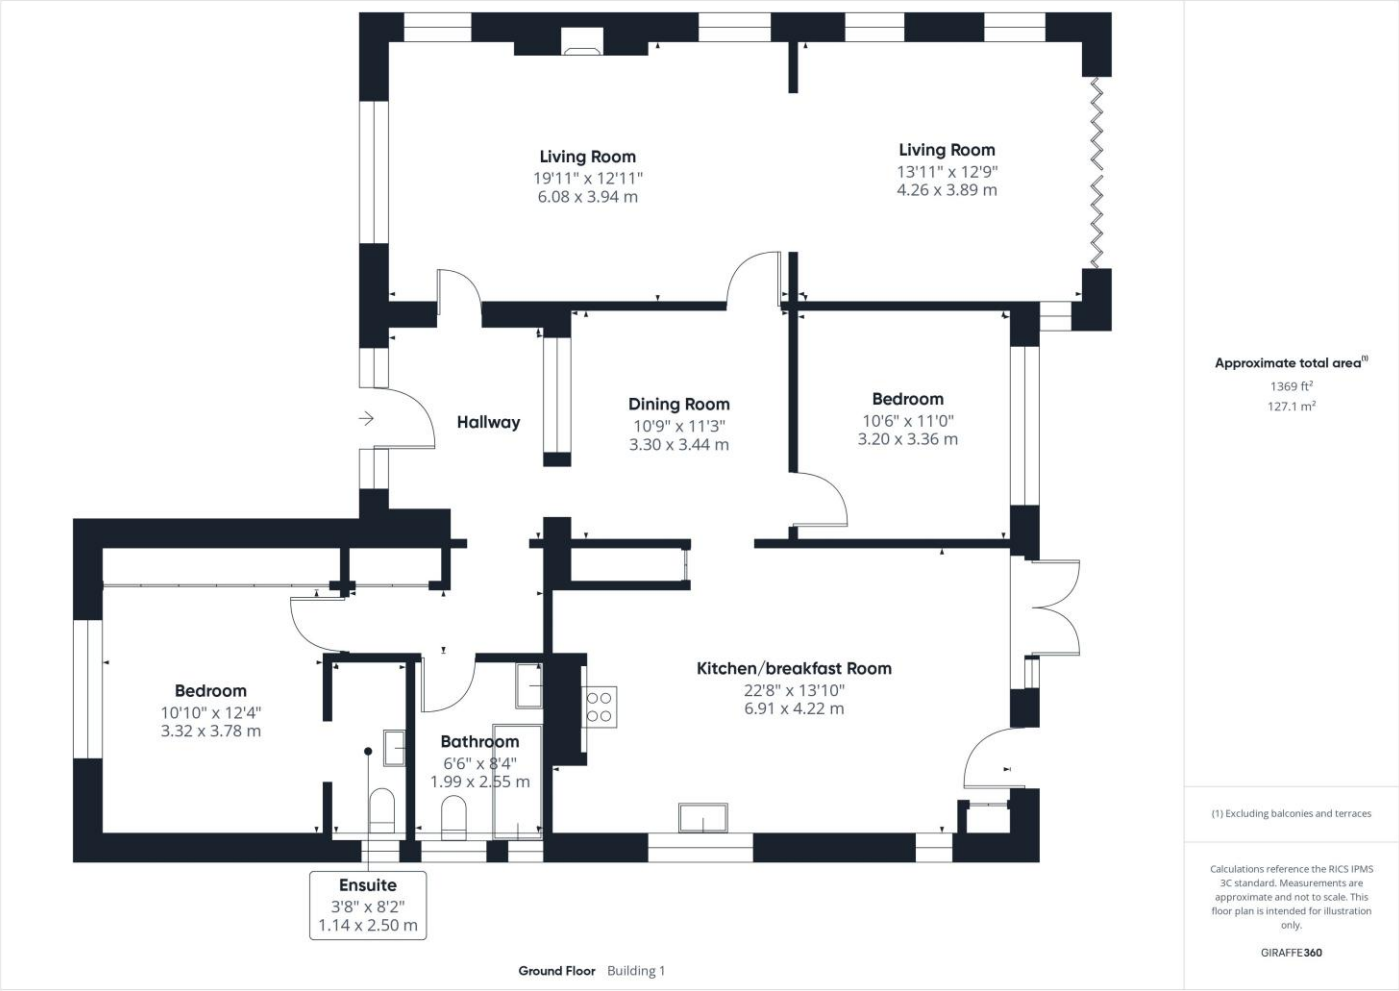 Living Room
19'11" x 12'11"
6.08 x 3.94 m
Living Room
13'11" x 12'9"
4.26 x 3.89 m
Hallway
Dining Room
10'9" x 11'3"
3.30 x 3.44 m
Bedroom
10'6" x 11'0"
3.20 x 3.36 m
Bedroom
10'10" x 12'4"
3.32 x 3.78 m
Kitchen/breakfast Room
22'8" x 13'10"
6.91 x 4.22 m
Bathroom
6'6" x 8'4"
1.99 x 2.55 m
Ensuite
3'8" x 8'2"
1.14 x 2.50 m
Ground Floor Building 1
Approximate total area⁽¹⁾
1369 ft²
127.1 m²
(1) Excluding balconies and terraces
Calculations reference the RICS IPMS
3C standard. Measurements are
approximate and not to scale. This
floor plan is intended for illustration
only.
GIRAFFE360